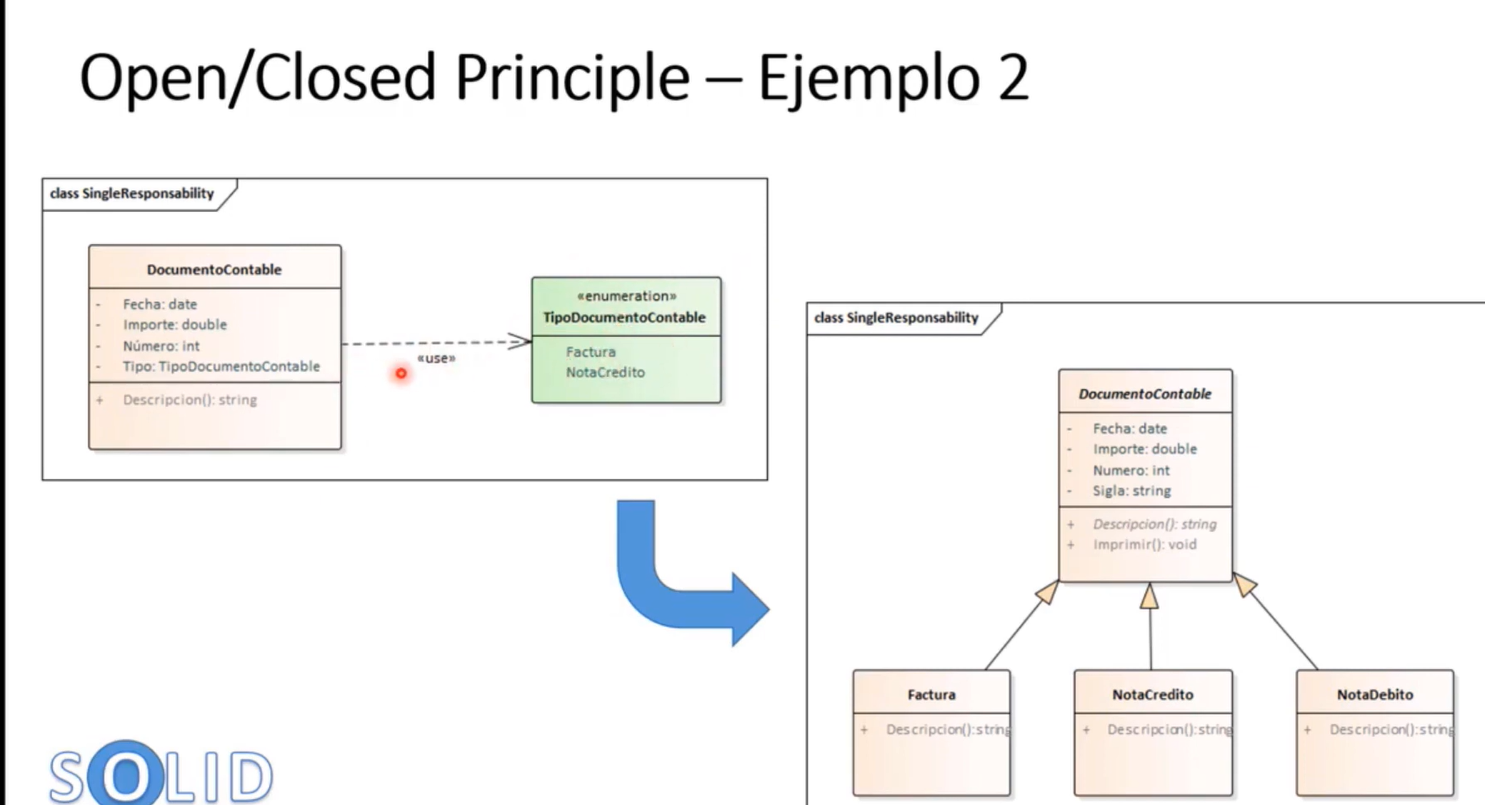 Open/Closed Principle – Ejemplo 2
class SingleResponsability
DocumentoContable
- Fecha: date
- Importe: double
- Número: int
- Tipo: TipoDocumentoContable
+ Descripcion(): string
«use»
«enumeration»
TipoDocumentoContable
Factura
NotaCredito
class SingleResponsability
DocumentoContable
- Fecha: date
- Importe: double
- Numero: int
- Sigla: string
+ Descripcion(): string
+ Imprimir(): void
Factura
+ Descripcion():string
NotaCredito
+ Descripcion():string
NotaDebito
+ Descripcion():string
SOLID